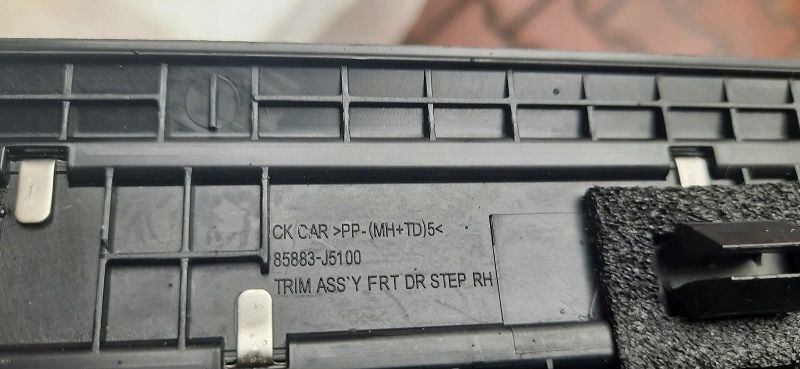 CK CAR >PP-(MH+TD)5<
85883-J5100
TRIM ASS'Y FRT DR STEP RH